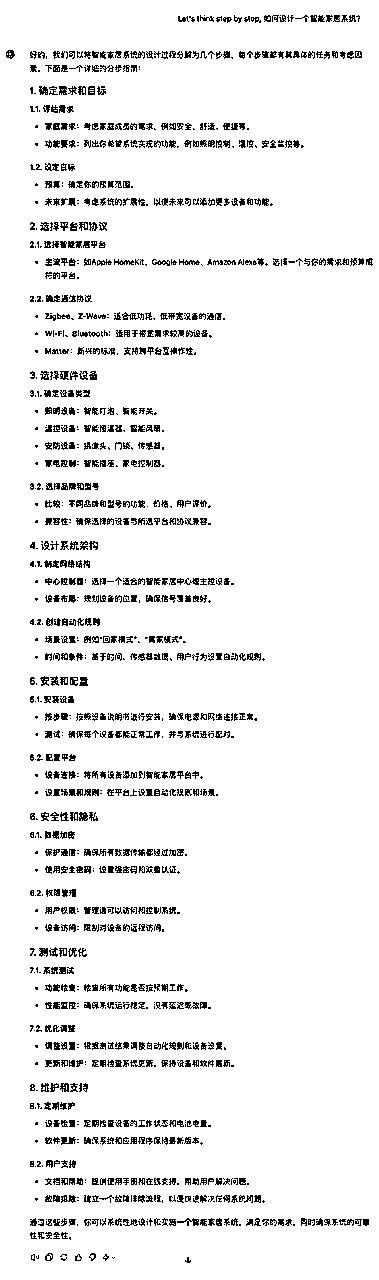 Let's think step by stop, 如何设计一个智能家居系统?
好的，我们可以将智能家居系统的设计过程分解为几个步骤，每个步骤都有其具体的任务和考虑因
素。下面是一个详细的分步指南：
1. 确定需求和目标
1.1. 评估需求
家庭需求：考虑家庭成员的需求，例如安全、舒适、便捷等。
功能要求：列出你希望系统实现的功能，例如照明控制、温控、安全监控等。
1.2. 设定目标
预算：确定你的预算范围。
未来扩展：考虑系统的扩展性，以便未来可以添加更多设备和功能。
2. 选择平台和协议
2.1. 选择智能家居平台
主流平台：如Apple HomeKit、Google Home、Amazon Alexa等。选择一个与你的需求和预算相
符的平台。
2.2. 确定通信协议
Zigbee、Z-Wave：适合低功耗、低带宽设备的通信。
Wi-Fi、Bluetooth：适用于带宽需求较高的设备。
Matter：新兴的标准，支持跨平台互操作性。
3. 选择硬件设备
3.1. 确定设备类型
照明设备：智能灯泡、智能开关。
温控设备：智能恒温器、智能风扇。
安防设备：摄像头、门锁、传感器。
家电控制：智能插座、家电控制器。
3.2. 选择品牌和型号
比较：不同品牌和型号的功能、价格、用户评价。
兼容性：确保选择的设备与所选平台和协议兼容。
4. 设计系统架构
4.1. 制定网络结构
中心控制器：选择一个适合的智能家居中心或主控设备。
设备布局：规划设备的位置，确保信号覆盖良好。
4.2. 创建自动化规则
场景设置：例如"回家模式"、"离家模式"。
时间和条件：基于时间、传感器数据、用户行为设置自动化规则。
5. 安装和配置
5.1. 安装设备
按步骤：按照设备说明书进行安装，确保电源和网络连接正常。
测试：确保每个设备都能正常工作，并与系统进行配对。
5.2. 配置平台
设备连接：将所有设备添加到智能家居平台中。
设置场景和规则：在平台上设置自动化规则和场景。
6. 安全性和隐私
6.1. 数据加密
保护通信：确保所有数据传输都经过加密。
使用安全密码：设置强密码和双重认证。
6.2. 权限管理
用户权限：管理谁可以访问和控制系统。
设备访问：限制对设备的远程访问。
7. 测试和优化
7.1. 系统测试
功能检查：检查所有功能是否按预期工作。
性能监控：确保系统运行稳定，没有延迟或故障。
7.2. 优化调整
调整设置：根据测试结果调整自动化规则和设备设置。
更新和维护：定期检查系统更新，保持设备和软件最新。
8. 维护和支持
8.1. 定期维护
设备检查：定期检查设备的工作状态和电池电量。
软件更新：确保系统和应用程序保持最新版本。
8.2. 用户支持
文档和帮助：提供使用手册和在线支持，帮助用户解决问题。
故障排除：建立一个故障排除流程，以便快速解决任何系统问题。
通过这些步骤，你可以系统性地设计和实施一个智能家居系统，满足你的需求，同时确保系统的可靠
性和安全性。